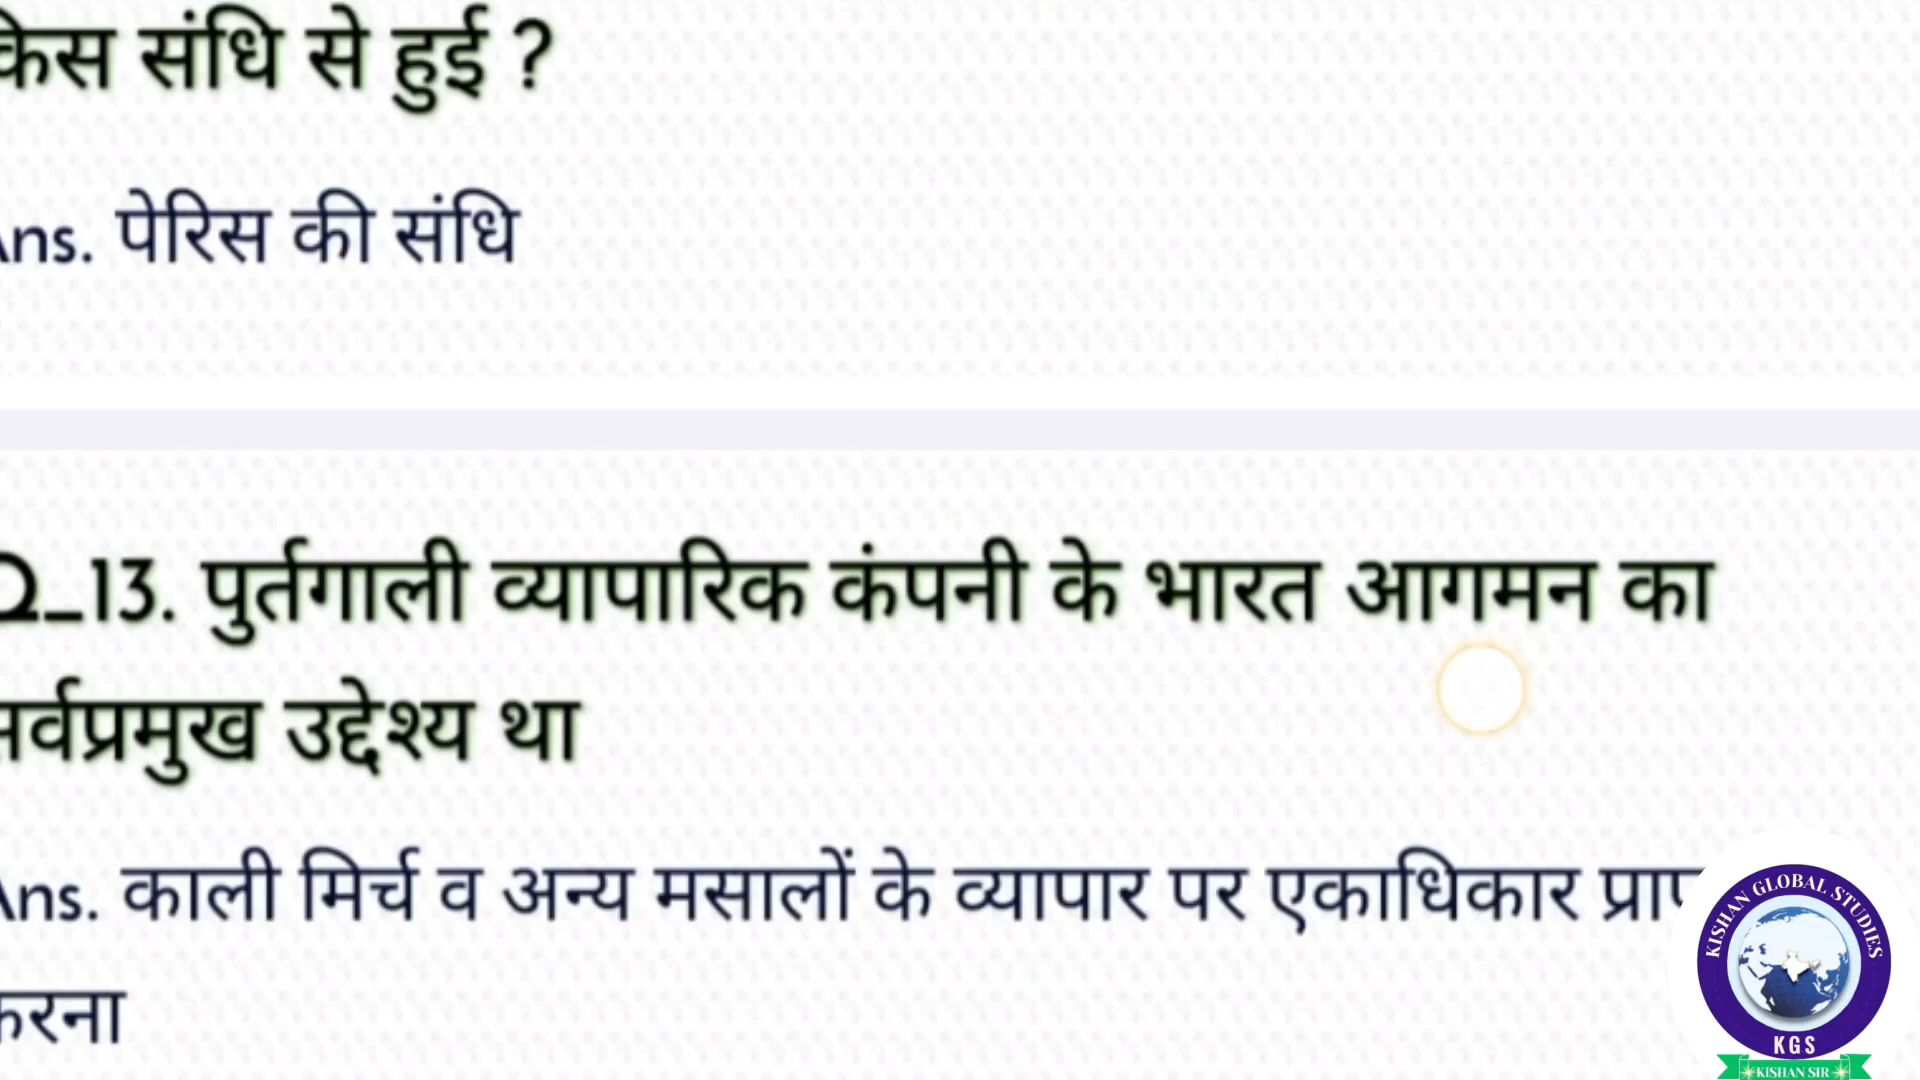 किस संधि से हुई ?
Ans. पेरिस की संधि
Q_13. पुर्तगाली व्यापारिक कंपनी के भारत आगमन का
सर्वप्रमुख उद्देश्य था
Ans. काली मिर्च व अन्य मसालों के व्यापार पर एकाधिकार प्राप
करना
KISHAN GLOBAL STUDIES
KGS
KISHAN SIR